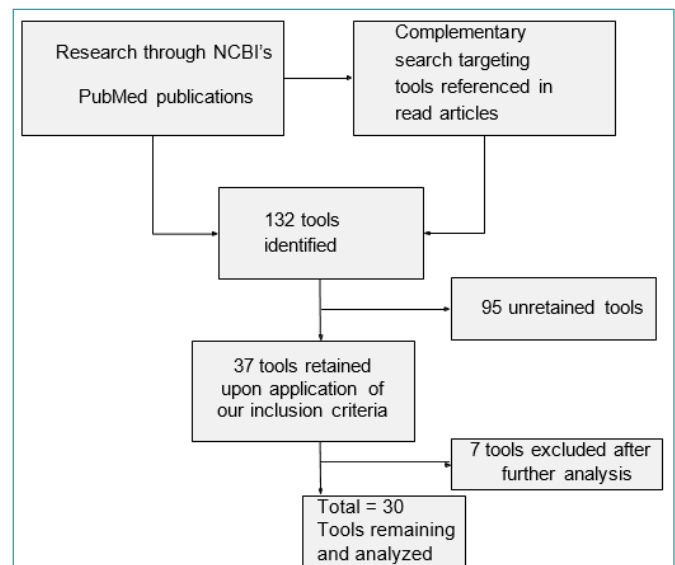 Research through NCBI's
PubMed publications
Complementary
search targeting
tools referenced in
read articles
132 tools
identified
95 unretained tools
37 tools retained
upon application of
our inclusion criteria
7 tools excluded after
further analysis
Total = 30
Tools remaining
and analyzed